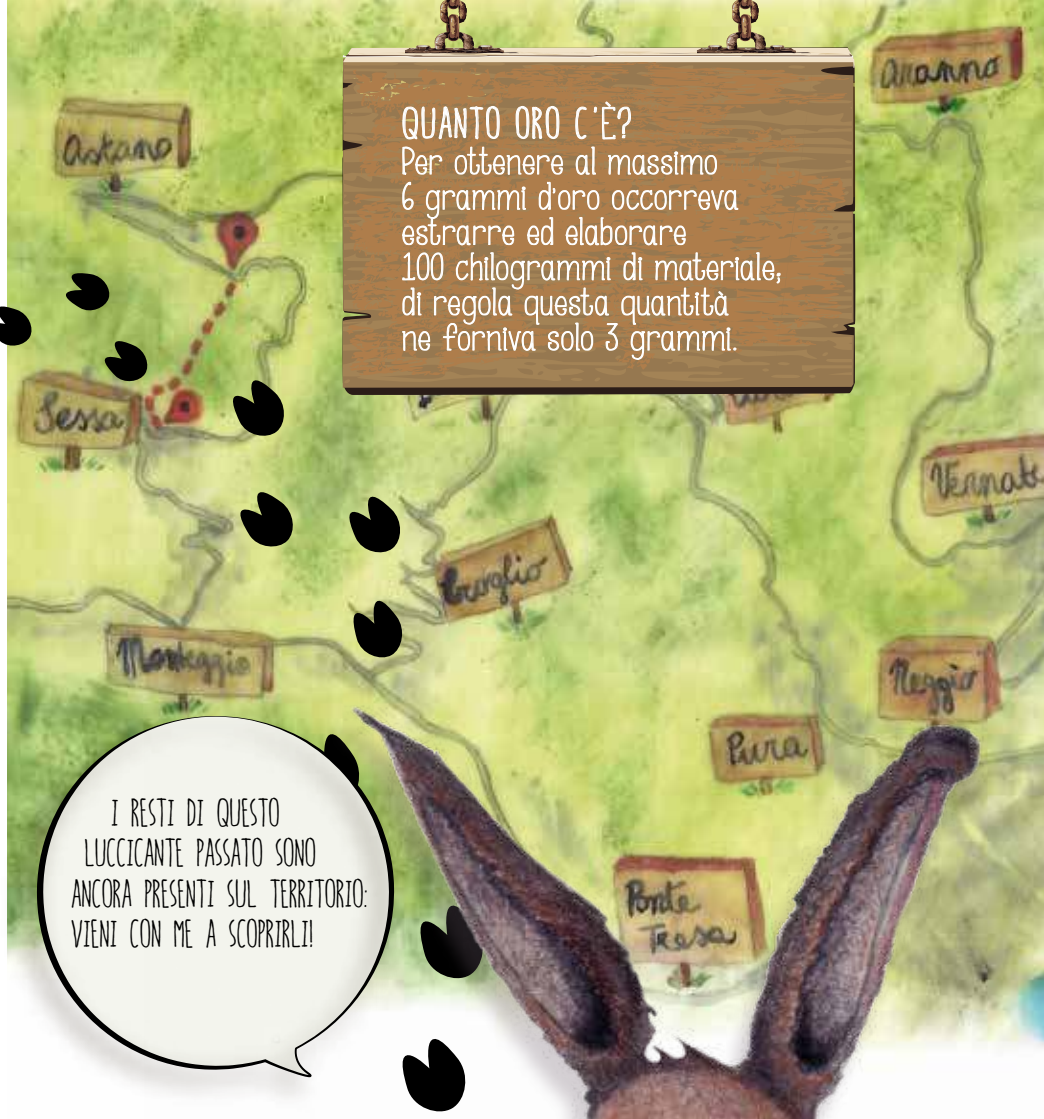 Aranno
Astano
QUANTO ORO C'È?
Per ottenere al massimo
6 grammi d'oro occorreva
estrarre ed elaborare
100 chilogrammi di materiale;
di regola questa quantità
ne forniva solo 3 grammi.
Sessa
Croglio
Monteggio
Pura
Ponte
Tresa
I RESTI DI QUESTO
LUCCICANTE PASSATO SONO
ANCORA PRESENTI SUL TERRITORIO:
VIENI CON ME A SCOPRIRLI!